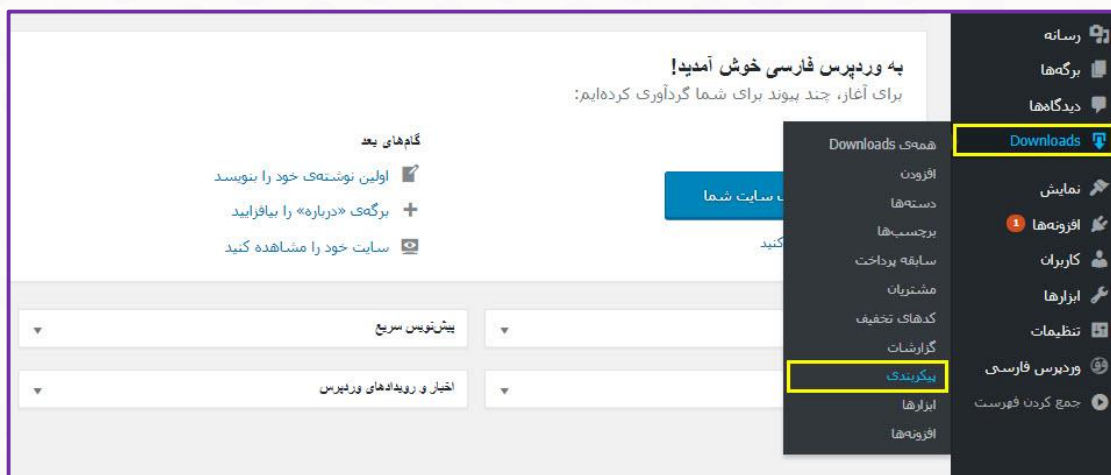 رسانه
برگه‌ها
دیدگاه‌ها
Downloads
نمایش
افزونه‌ها 1
کاربران
ابزارها
تنظیمات
وردپرس فارسی
جمع کردن فهرست
همه‌ی Downloads
افزودن
دسته‌ها
برچسب‌ها
سابقه پرداخت
مشتریان
کدهای تخفیف
گزارشات
پیکربندی
ابزارها
افزونه‌ها
به وردپرس فارسی خوش آمدید!
برای آغاز، چند پیوند برای شما گردآوری کرده‌ایم:
سایت شما
کنید
گام‌های بعد
اولین نوشته‌ی خود را بنویسد
برگه‌ی «درباره» را بیافزایید
سایت خود را مشاهده کنید
پیش‌نویس سریع
اخبار و رویدادهای وردپرس